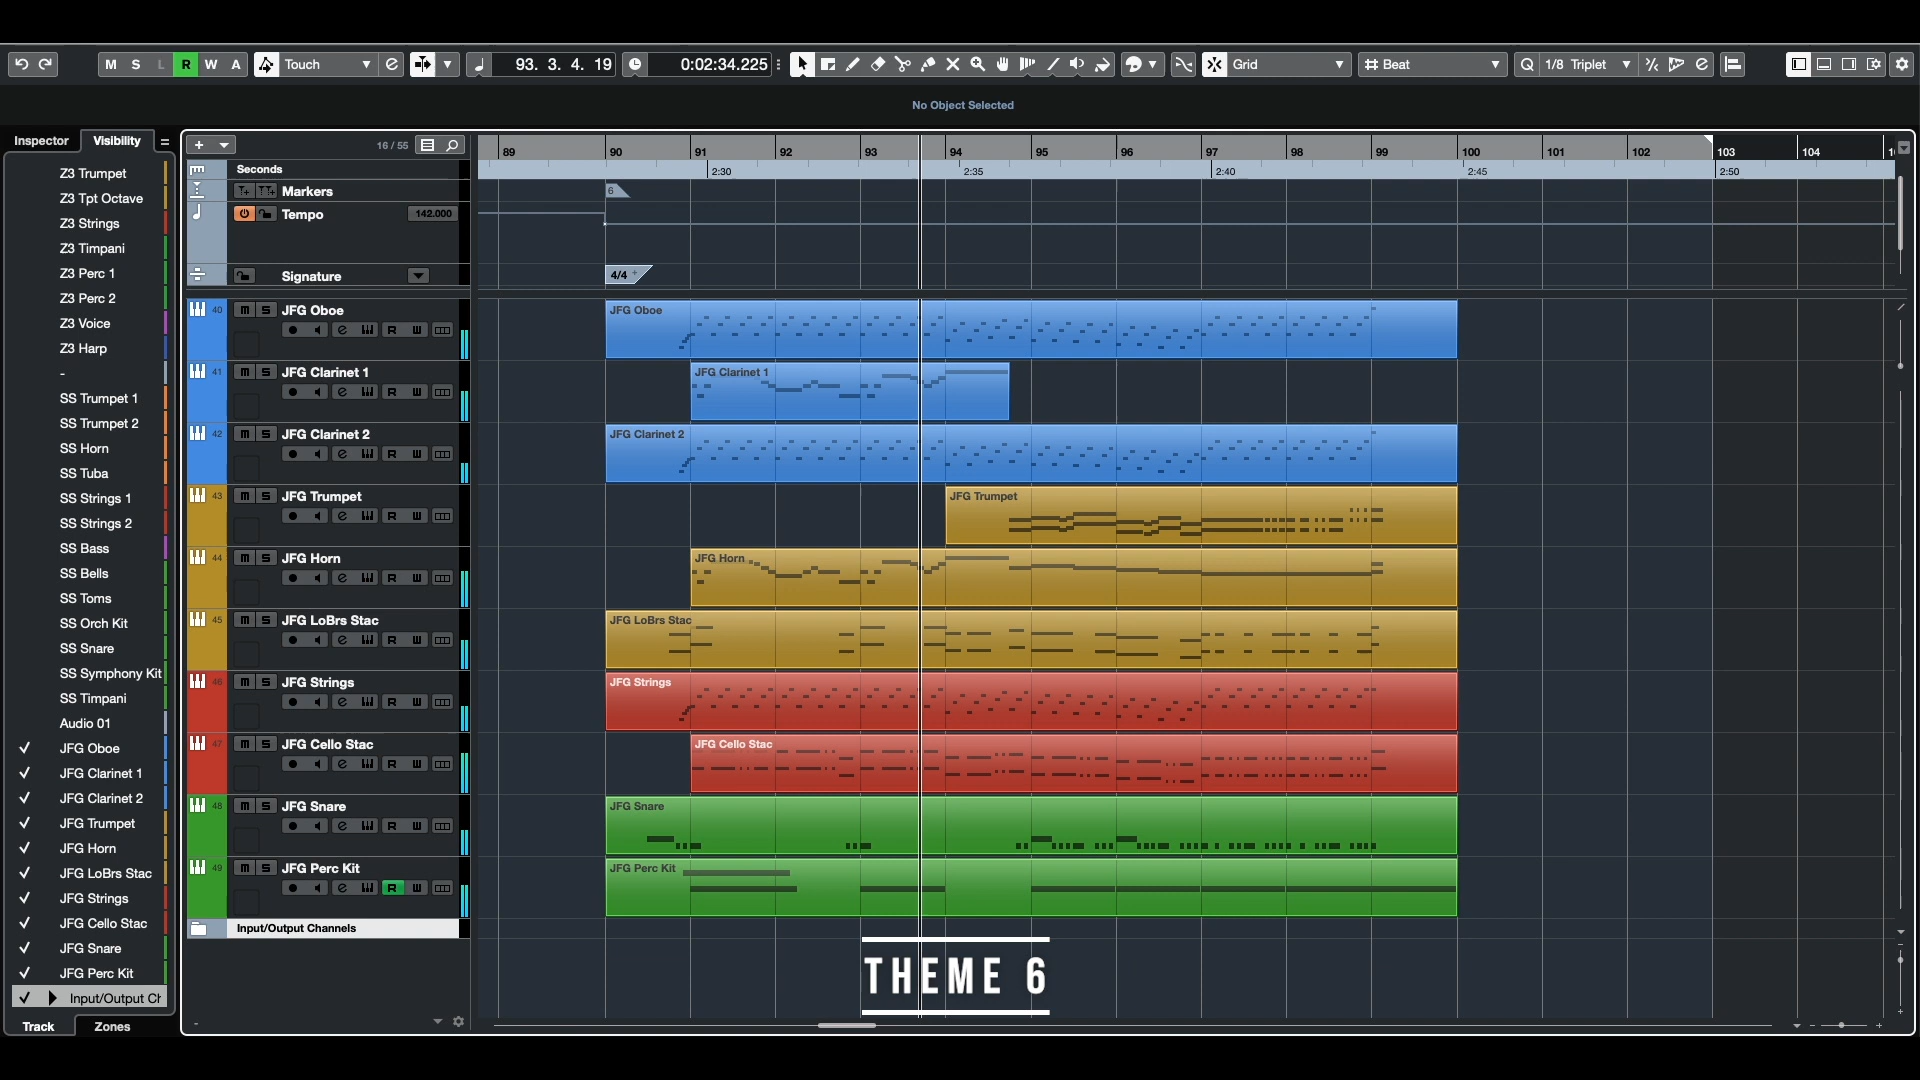 M S L R W A Touch 93. 3. 4. 19 0:02:34.225 Grid Beat Q 1/8 Triplet
No Object Selected
Inspector Visibility
16 / 55
89 90 91 92 93 94 95 96 97 98 99 100 101 102 103 104
Seconds 2:30 2:35 2:40 2:45 2:50
Markers 6
Tempo 142.000
Signature 4/4
Z3 Trumpet
Z3 Tpt Octave
Z3 Strings
Z3 Timpani
Z3 Perc 1
Z3 Perc 2
Z3 Voice
Z3 Harp
-
SS Trumpet 1
SS Trumpet 2
SS Horn
SS Tuba
SS Strings 1
SS Strings 2
SS Bass
SS Bells
SS Toms
SS Orch Kit
SS Snare
SS Symphony Kit
SS Timpani
Audio 01
JFG Oboe
JFG Clarinet 1
JFG Clarinet 2
JFG Trumpet
JFG Horn
JFG LoBrs Stac
JFG Strings
JFG Cello Stac
JFG Snare
JFG Perc Kit
Input/Output Ch
Track Zones
40 m S JFG Oboe
R W
JFG Oboe
41 m S JFG Clarinet 1
R W
JFG Clarinet 1
42 m S JFG Clarinet 2
R W
JFG Clarinet 2
43 m S JFG Trumpet
R W
JFG Trumpet
44 m S JFG Horn
R W
JFG Horn
45 m S JFG LoBrs Stac
R W
JFG LoBrs Stac
46 m S JFG Strings
R W
JFG Strings
47 m S JFG Cello Stac
R W
JFG Cello Stac
48 m S JFG Snare
R W
JFG Snare
49 m S JFG Perc Kit
R W
JFG Perc Kit
Input/Output Channels
THEME 6